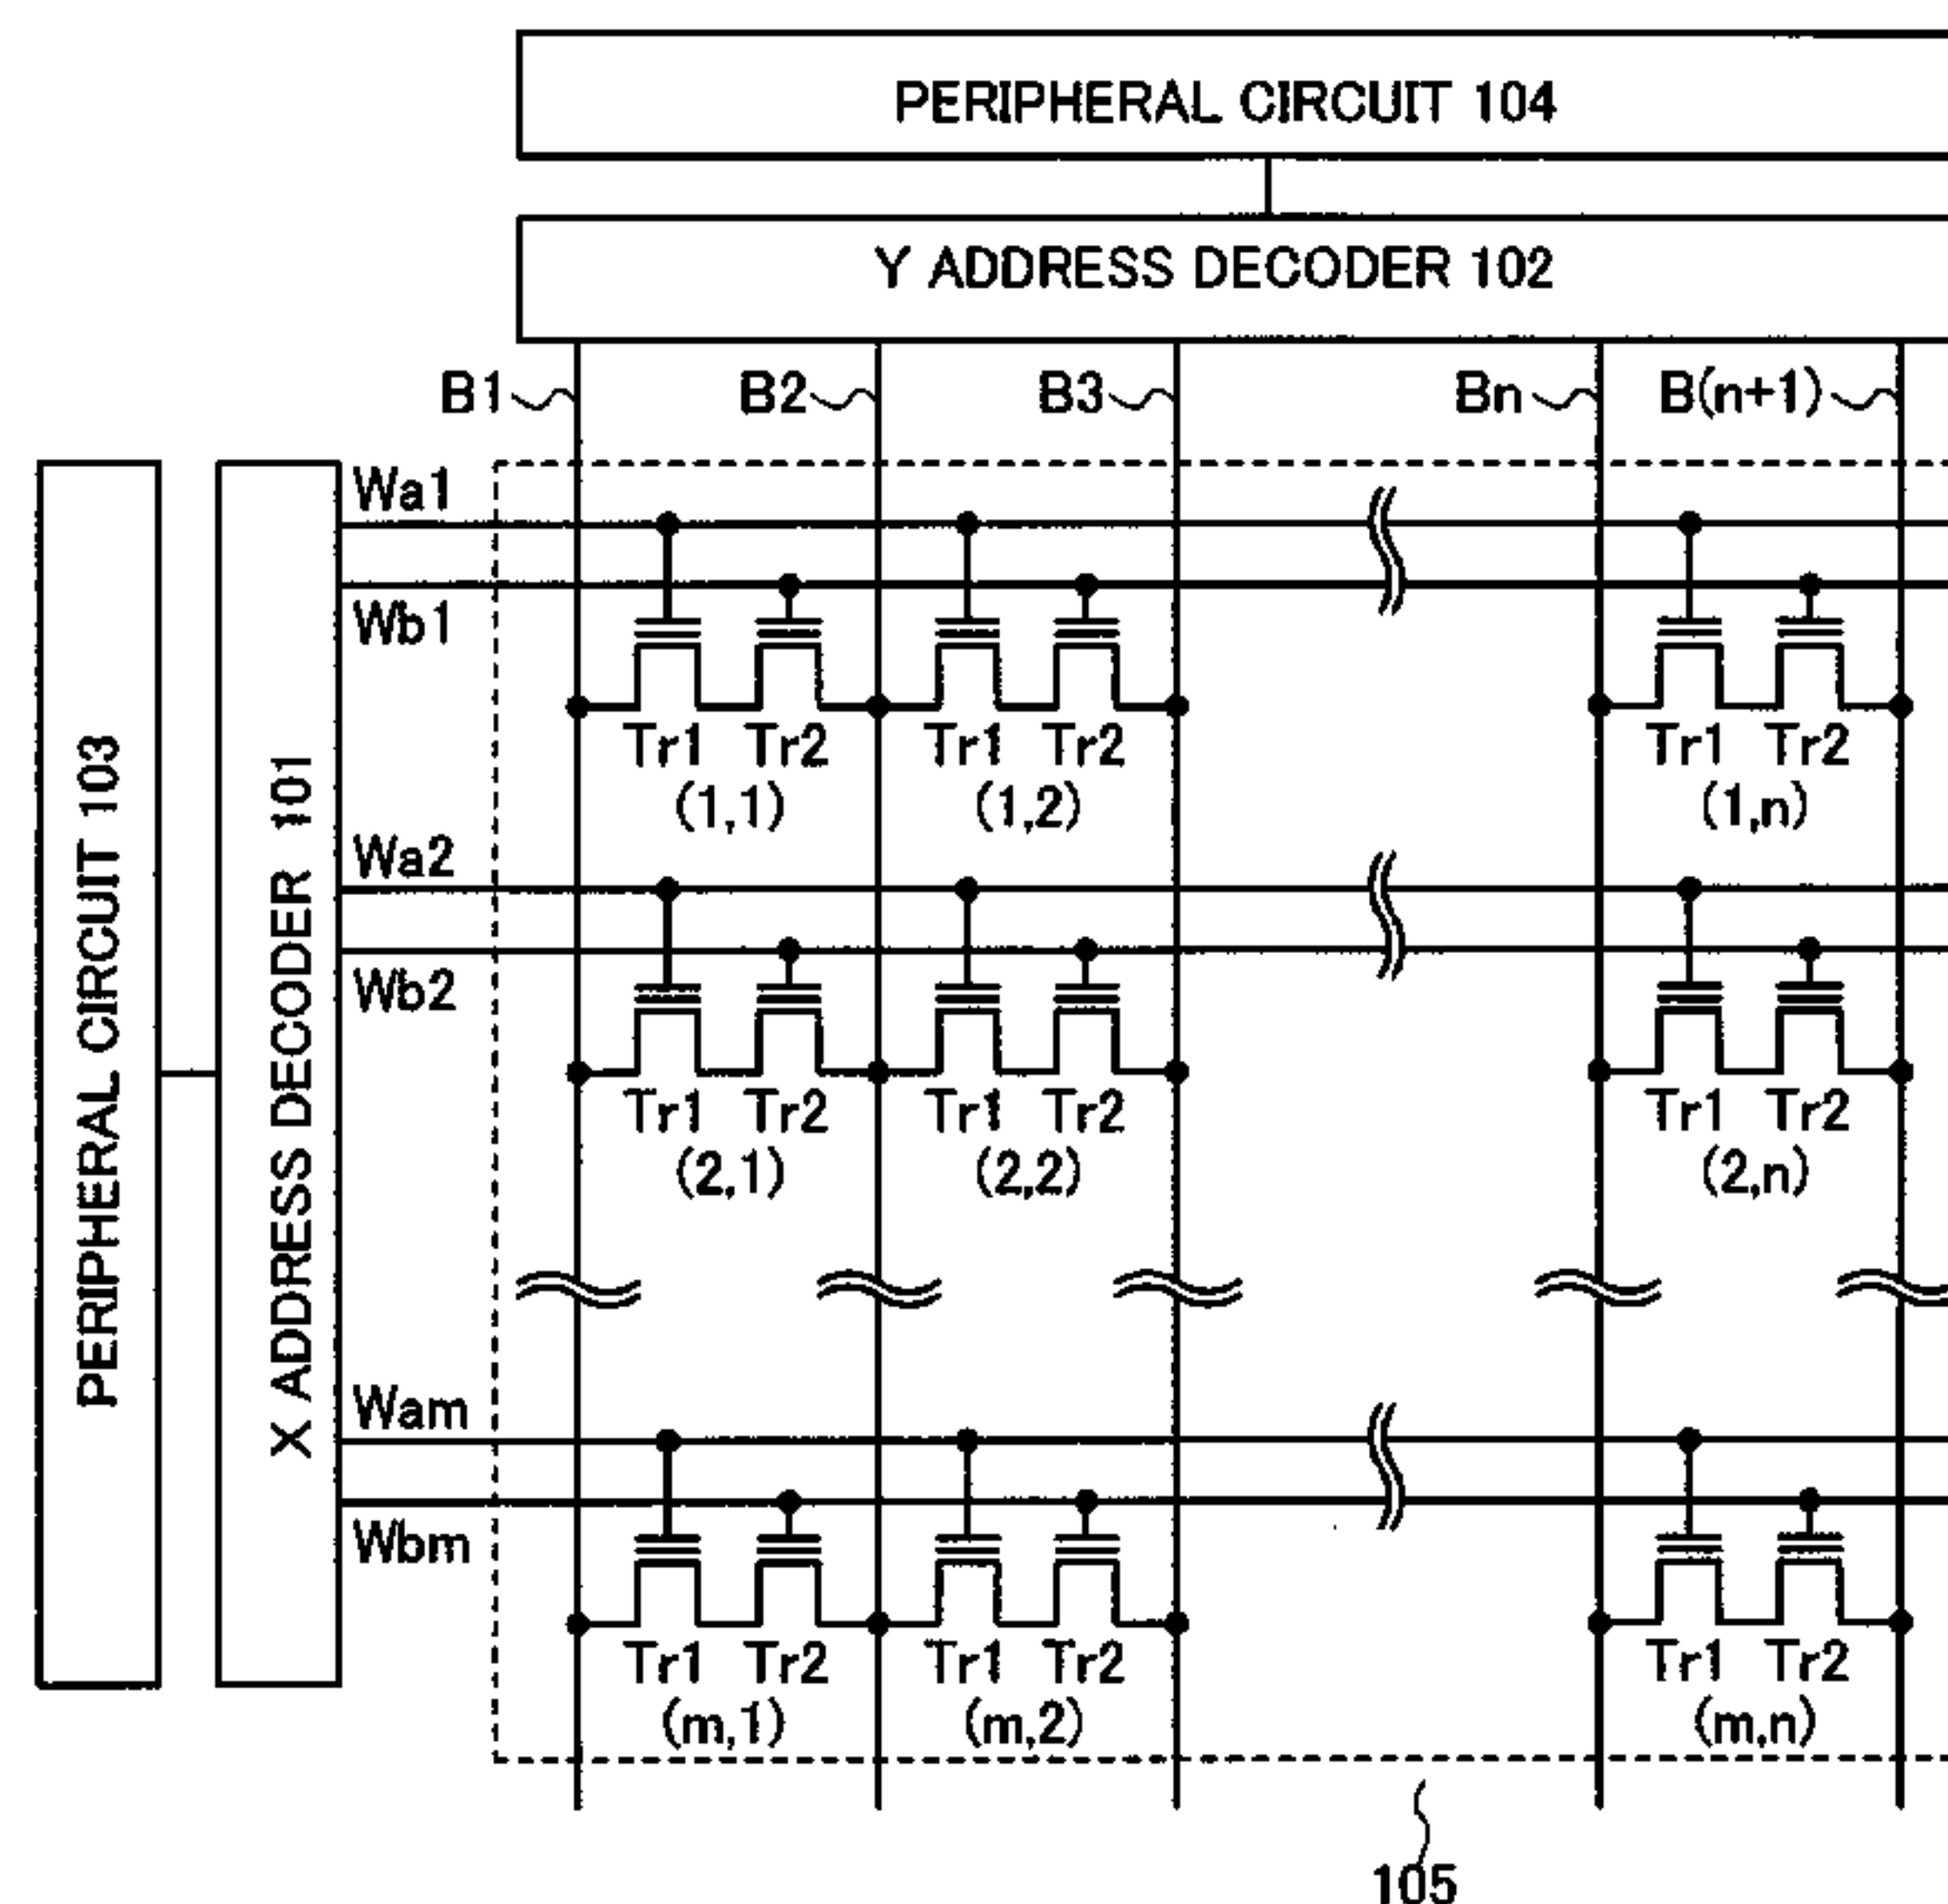 PERIPHERAL CIRCUIT 104
Y ADDRESS DECODER 102
B1 B2 B3 Bn B(n+1)
PERIPHERAL CIRCUIT 103
X ADDRESS DECODER 101
Wa1
Wb1
Tr1 Tr2 Tr1 Tr2 Tr1 Tr2
(1,1) (1,2) (1,n)
Wa2
Wb2
Tr1 Tr2 Tr1 Tr2 Tr1 Tr2
(2,1) (2,2) (2,n)
Wam
Wbm
Tr1 Tr2 Tr1 Tr2 Tr1 Tr2
(m,1) (m,2) (m,n)
105